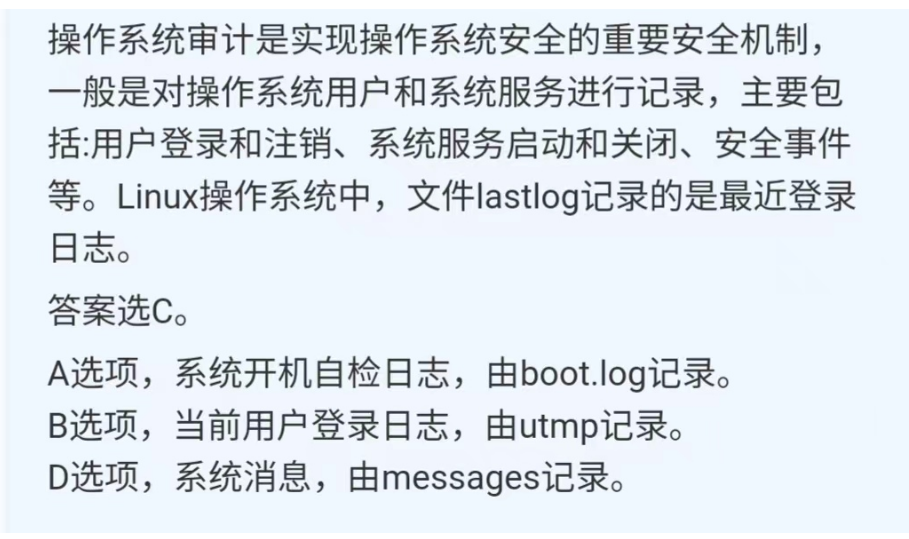 操作系统审计是实现操作系统安全的重要安全机制，
一般是对操作系统用户和系统服务进行记录，主要包
括:用户登录和注销、系统服务启动和关闭、安全事件
等。Linux操作系统中，文件lastlog记录的是最近登录
日志。
答案选C。
A选项，系统开机自检日志，由boot.log记录。
B选项，当前用户登录日志，由utmp记录。
D选项，系统消息，由messages记录。